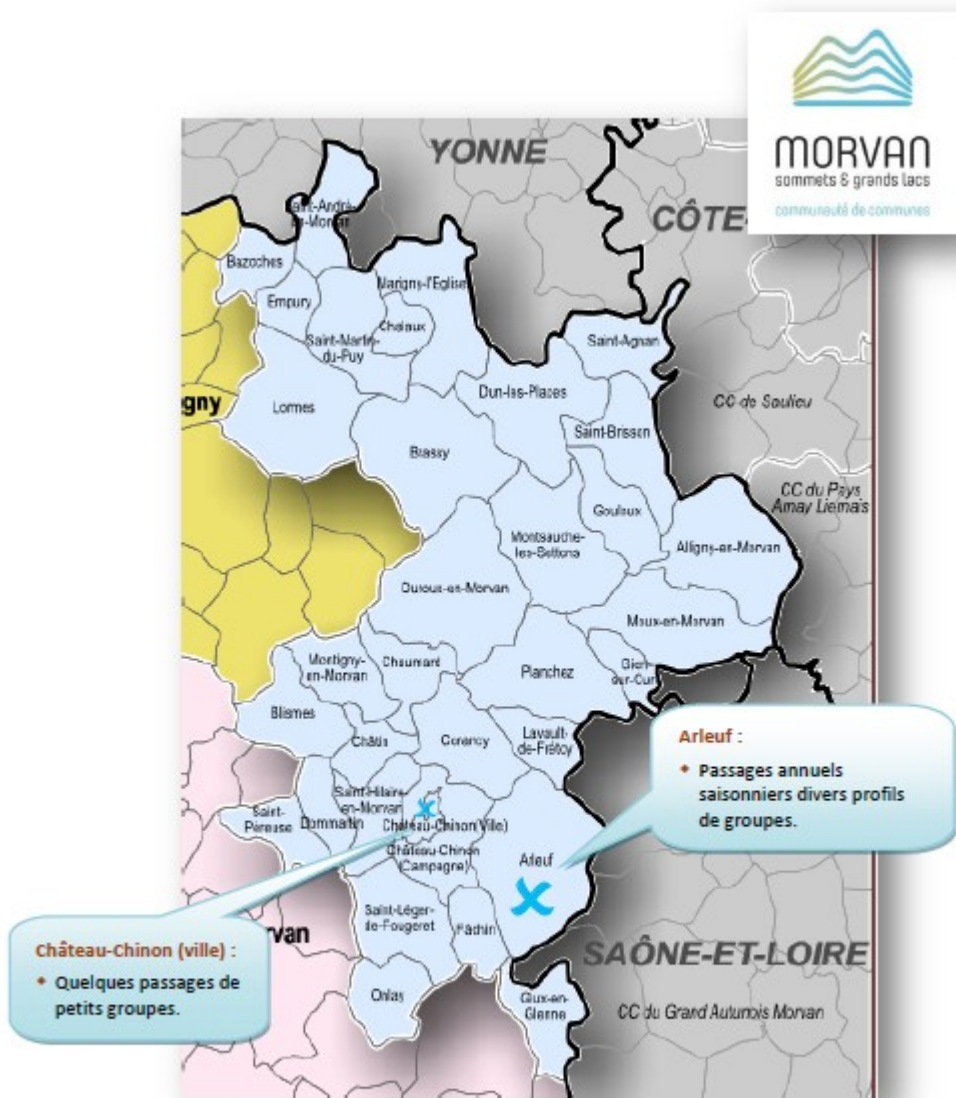 MORVAN
sommets & grands lacs
communauté de communes
YONNE
CÔTE-
Bazoches
Empury
Marigny-l'Eglise
Chalaux
Saint-Martin-
du-Puy
Saint-Agnan
Dun-les-Places
gny
Lormes
CC de Saulieu
Saint-Brisson
Brassy
CC du Pays
Arnay Liernais
Gouloux
Montsauche-
les-Settons
Alligny-en-Morvan
Ouroux-en-Morvan
Moux-en-Morvan
Montigny-
en-Morvan
Chaumard
Planchez
Gien-
sur-Cure
Blismes
Châtin
Corancy
Lavault-
de-Frétoy
Arleuf :
Passages annuels
saisonniers divers profils
de groupes.
Saint-Hilaire-
en-Morvan
Saint-
Péreuse
Dommartin
Château-Chinon(Ville)
Château-Chinon
(Campagne)
Arleuf
Saint-Léger-
de-Fougeret
Fâchin
rvan
Château-Chinon (ville) :
Quelques passages de
petits groupes.
SAÔNE-ET-LOIRE
Onlay
Glux-en-
Glenne
CC du Grand Autunois Morvan